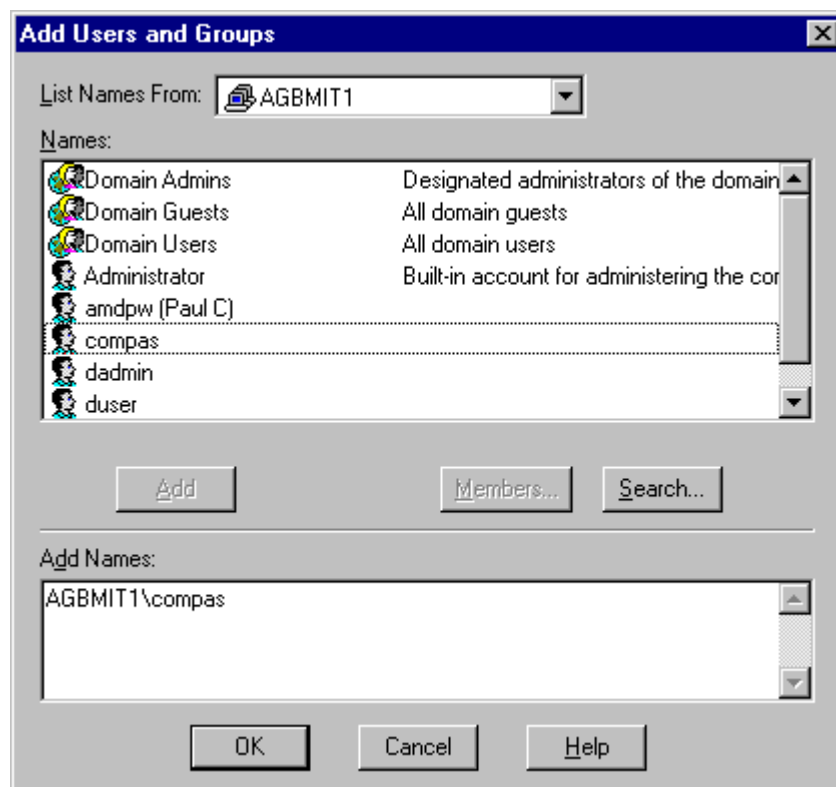 Add Users and Groups
List Names From: AGBMIT1
Names:
Domain Admins Designated administrators of the domain
Domain Guests All domain guests
Domain Users All domain users
Administrator Built-in account for administering the cor
amdpw (Paul C)
compas
dadmin
duser
Add Members... Search...
Add Names:
AGBMIT1\compas
OK Cancel Help